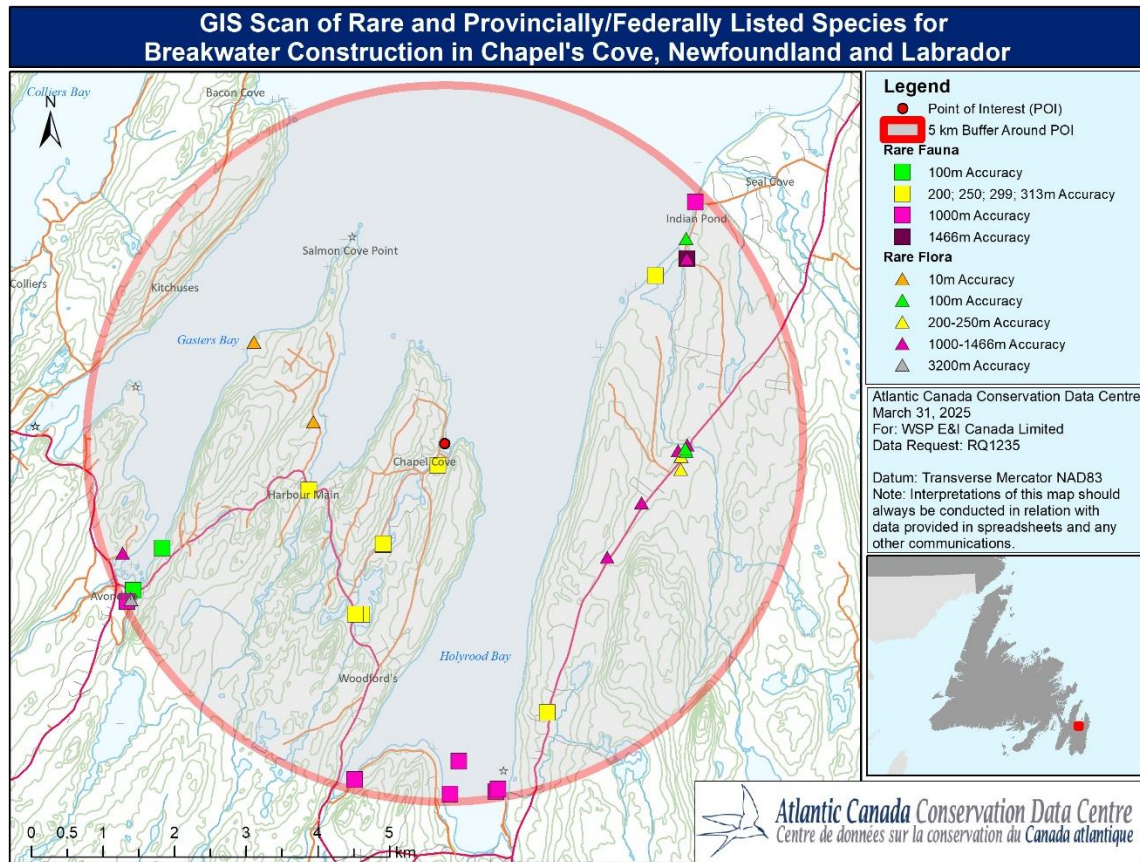 GIS Scan of Rare and Provincially/Federally Listed Species for
Breakwater Construction in Chapel's Cove, Newfoundland and Labrador
Colliers Bay
Bacon Cove
N
Seal Cove
Indian Pond
Salmon Cove Point
Colliers
Kitchuses
Gasters Bay
Chapel Cove
Harbour Main
Holyrood Bay
Woodford's
0 0.5 1 2 3 4 5
km
Legend
Point of Interest (POI)
5 km Buffer Around POI
Rare Fauna
100m Accuracy
200; 250; 299; 313m Accuracy
1000m Accuracy
1466m Accuracy
Rare Flora
10m Accuracy
100m Accuracy
200-250m Accuracy
1000-1466m Accuracy
3200m Accuracy
Atlantic Canada Conservation Data Centre
March 31, 2025
For: WSP E&I Canada Limited
Data Request: RQ1235
Datum: Transverse Mercator NAD83
Note: Interpretations of this map should
always be conducted in relation with
data provided in spreadsheets and any
other communications.
Atlantic Canada Conservation Data Centre
Centre de données sur la conservation du Canada atlantique